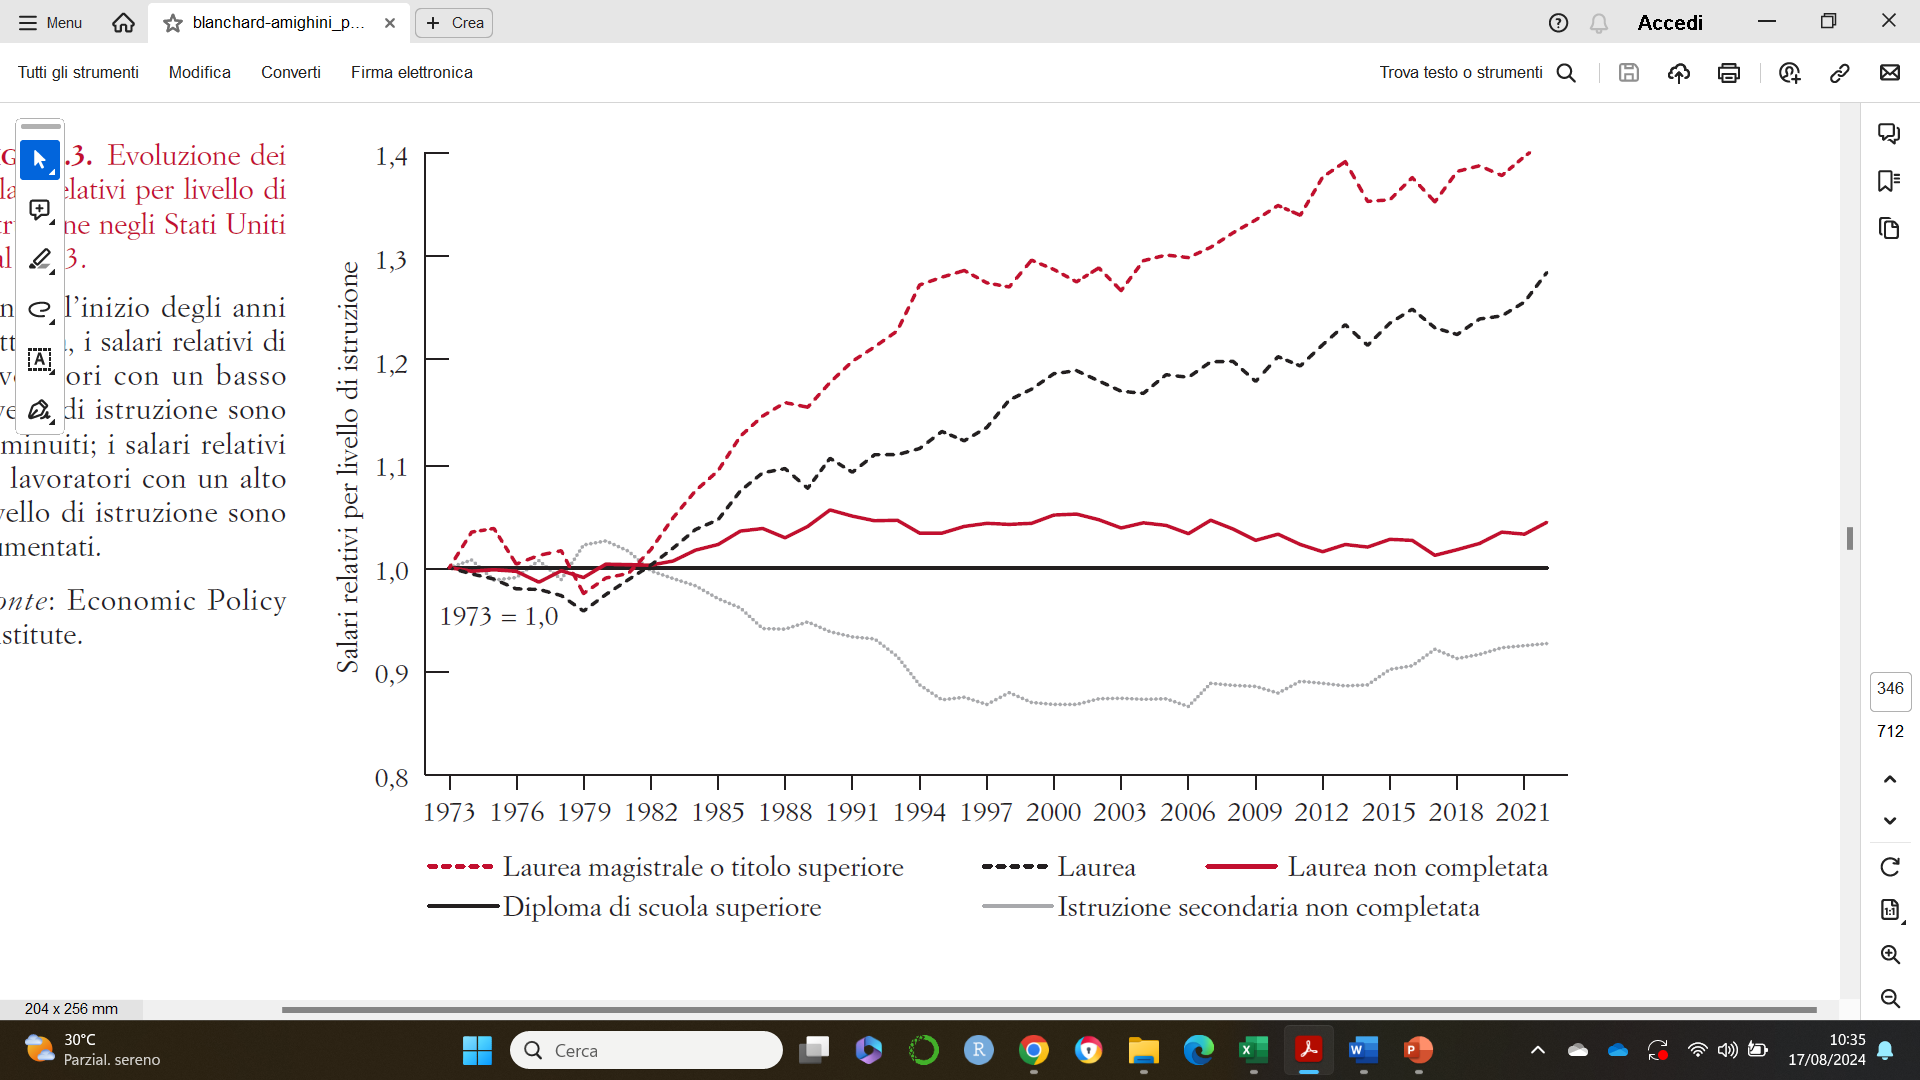 Menu
blanchard-amighini_p...
Crea
Accedi
Tutti gli strumenti
Modifica
Converti
Firma elettronica
Trova testo o strumenti
.3. Evoluzione dei
elativi per livello di
ne negli Stati Uniti
3.
l'inizio degli anni
, i salari relativi di
ori con un basso
di istruzione sono
minuiti; i salari relativi
lavoratori con un alto
vello di istruzione sono
umentati.
onte: Economic Policy
stitute.
Salari relativi per livello di istruzione
1,4
1,3
1,2
1,1
1,0
0,9
0,8
1973 = 1,0
1973 1976 1979 1982 1985 1988 1991 1994 1997 2000 2003 2006 2009 2012 2015 2018 2021
Laurea magistrale o titolo superiore
Laurea
Laurea non completata
Diploma di scuola superiore
Istruzione secondaria non completata
346
712
204 x 256 mm
30°C
Parzial. sereno
Cerca
10:35
17/08/2024